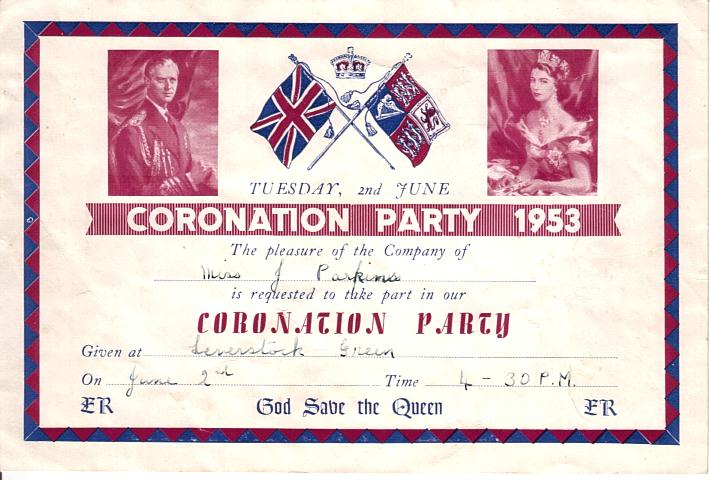 TUESDAY, 2nd JUNE
CORONATION PARTY 1953
The pleasure of the Company of
Miss J Parkins
is requested to take part in our
CORONATION PARTY
Given at Leverstock Green
On June 2nd Time 4 - 30 P.M.
ER God Save the Queen ER